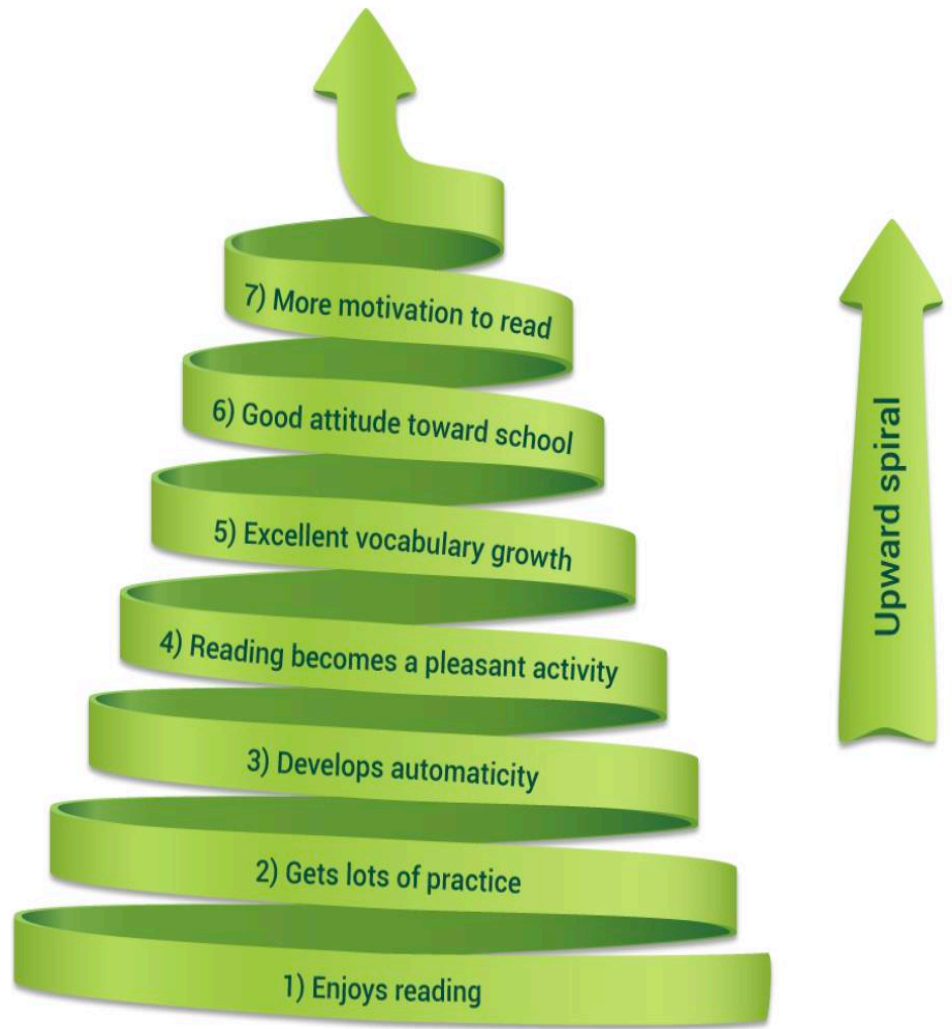 7) More motivation to read
6) Good attitude toward school
5) Excellent vocabulary growth
4) Reading becomes a pleasant activity
3) Develops automaticity
2) Gets lots of practice
1) Enjoys reading
Upward spiral